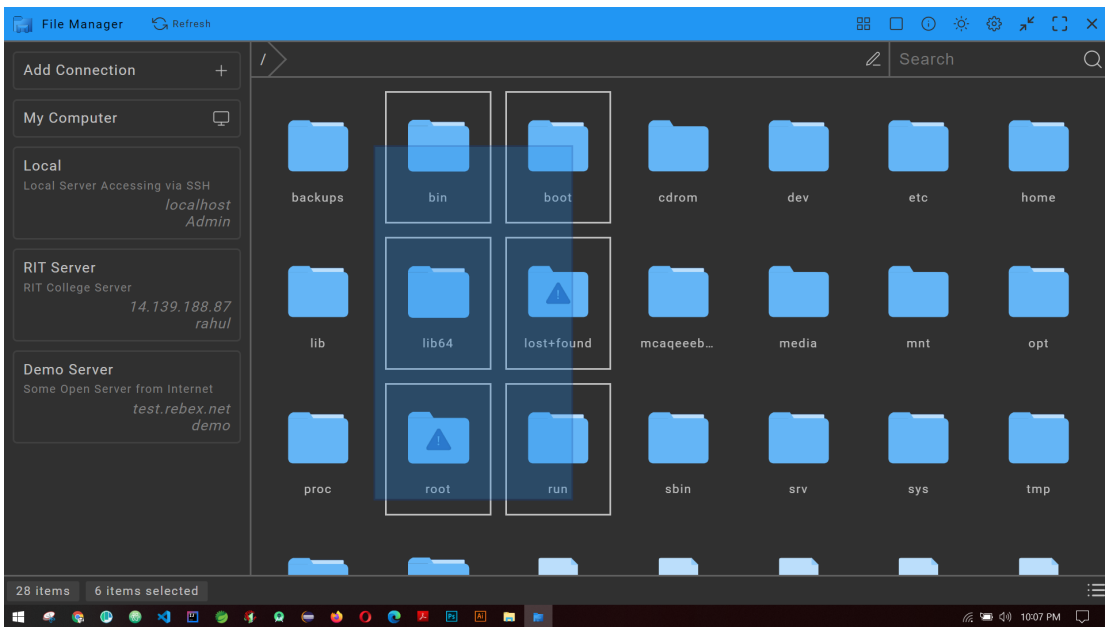 File Manager Refresh
Add Connection +
/
Search
My Computer
Local
Local Server Accessing via SSH
localhost
Admin
RIT Server
RIT College Server
14.139.188.87
rahul
Demo Server
Some Open Server from Internet
test.rebex.net
demo
backups bin boot cdrom dev etc home
lib lib64 lost+found mcaqeeeb... media mnt opt
proc root run sbin srv sys tmp
28 items 6 items selected
Ps Ai 10:07 PM